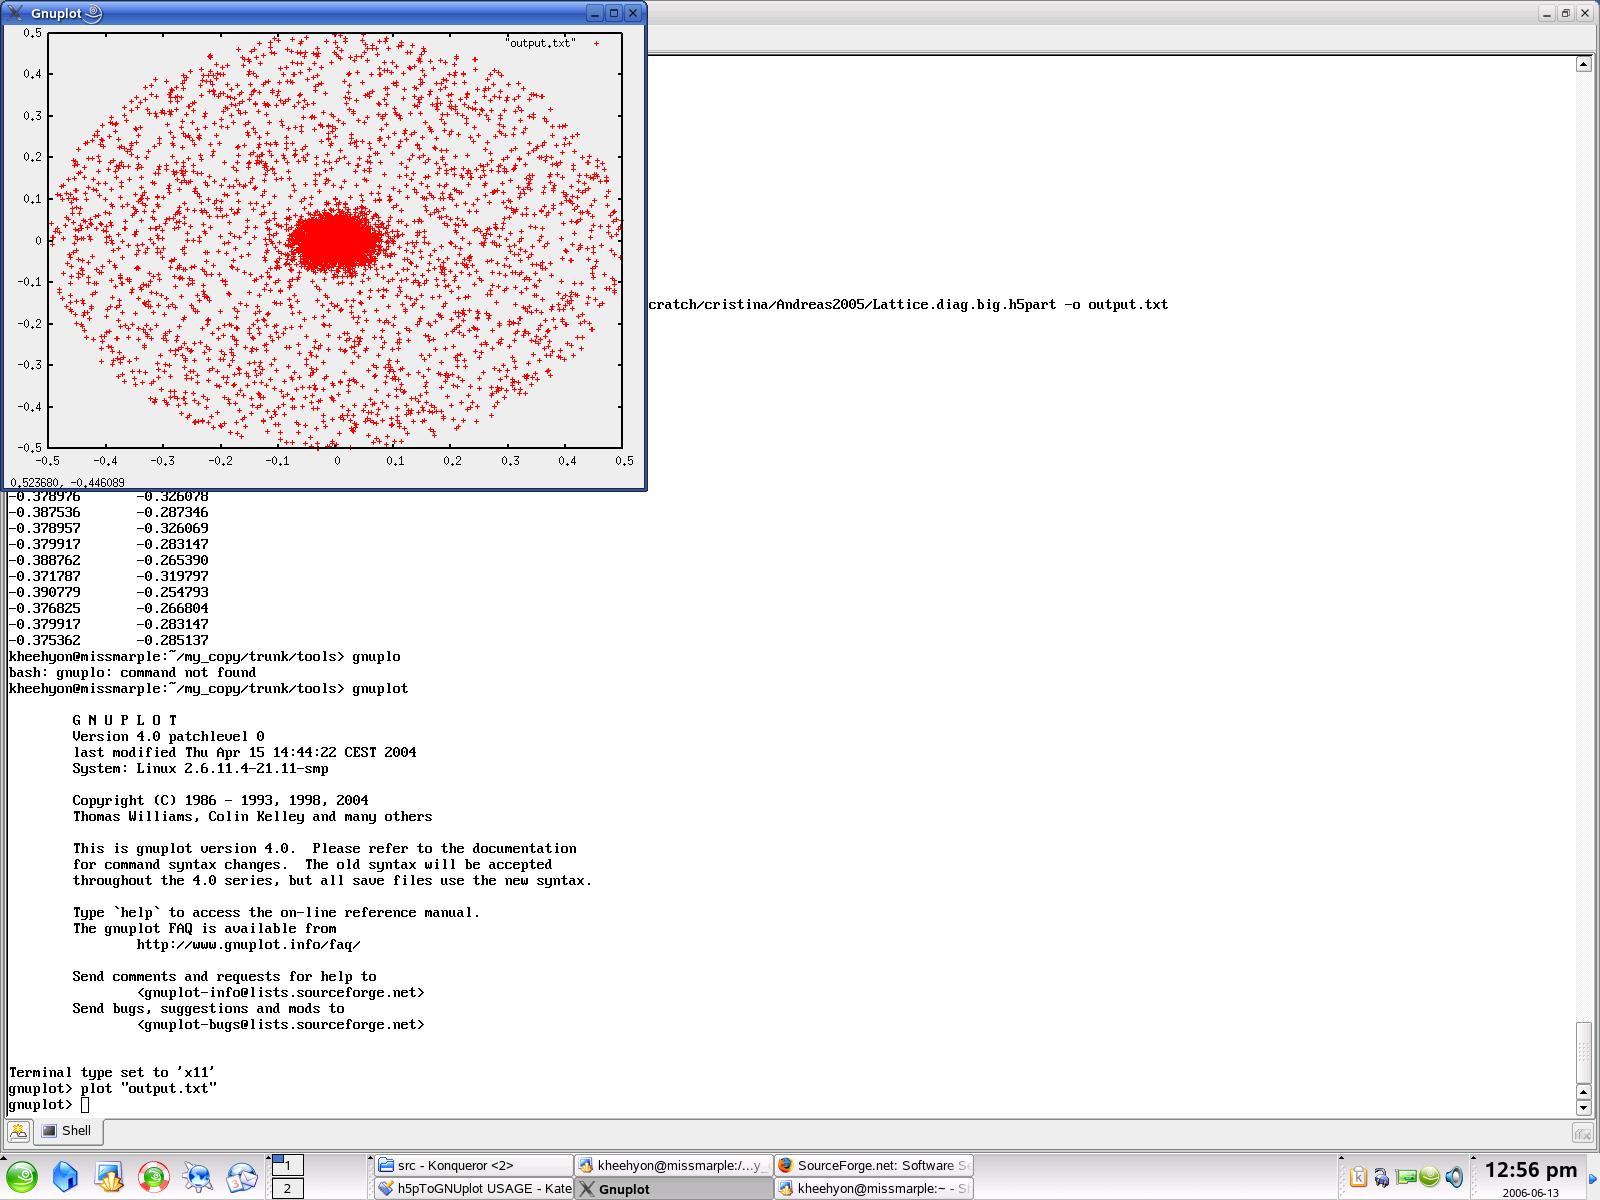 Gnuplot
"output.txt"
0.5
0.4
0.3
0.2
0.1
0
-0.1
-0.2
-0.3
-0.4
-0.5
-0.5 -0.4 -0.3 -0.2 -0.1 0 0.1 0.2 0.3 0.4 0.5
0.523680, -0.446089
cratch/cristina/Andreas2005/Lattice.diag.big.h5part -o output.txt
-0.378976 -0.326078
-0.387536 -0.287346
-0.378957 -0.326069
-0.379917 -0.283147
-0.388762 -0.265390
-0.371787 -0.319797
-0.390779 -0.254793
-0.376825 -0.266804
-0.379917 -0.283147
-0.375362 -0.285137
kheehyon@missmarple:~/my_copy/trunk/tools> gnuplo
bash: gnuplo: command not found
kheehyon@missmarple:~/my_copy/trunk/tools> gnuplot
G N U P L O T
Version 4.0 patchlevel 0
last modified Thu Apr 15 14:44:22 CEST 2004
System: Linux 2.6.11.4-21.11-smp
Copyright (C) 1986 - 1993, 1998, 2004
Thomas Williams, Colin Kelley and many others
This is gnuplot version 4.0.  Please refer to the documentation
for command syntax changes.  The old syntax will be accepted
throughout the 4.0 series, but all save files use the new syntax.
Type `help` to access the on-line reference manual.
The gnuplot FAQ is available from
http://www.gnuplot.info/faq/
Send comments and requests for help to
<gnuplot-info@lists.sourceforge.net>
Send bugs, suggestions and mods to
<gnuplot-bugs@lists.sourceforge.net>
Terminal type set to 'x11'
gnuplot> plot "output.txt"
gnuplot>
Shell
1
2
src - Konqueror <2>
kheehyon@missmarple:/...y_
SourceForge.net: Software S
h5pToGNUplot USAGE - Kate
Gnuplot
kheehyon@missmarple:~ - S
12:56 pm
2006-06-13